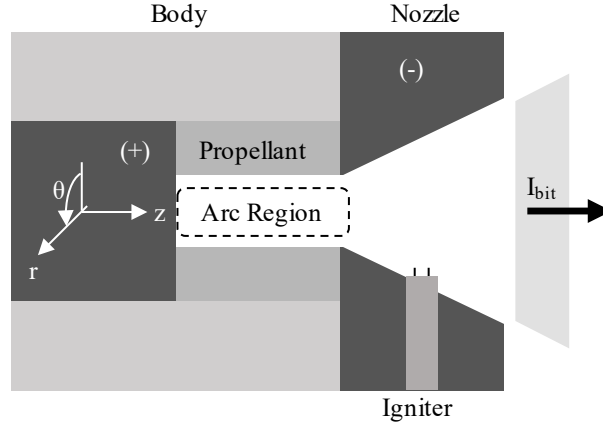 Body
Nozzle
(-)
(+)
Propellant
θ
z
r
Arc Region
I_bit
Igniter